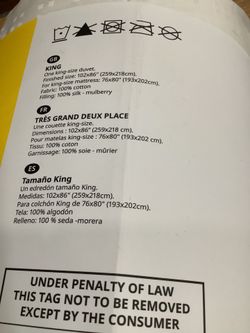 GB
KING
One king-size duvet.
Finished size: 102x86" (259x218cm).
For king-size mattress: 76x80" (193x202cm).
Fabric: 100% cotton
Filling: 100% silk - mulberry
FR
TRÈS GRAND DEUX PLACE
Une couette king-size.
Dimensions : 102x86" (259x218 cm).
Pour matelas king-size : 76x80" (193x202cm).
Tissu: 100% coton
Garnissage: 100% soie - mûrier
ES
Tamaño King
Un edredón tamaño King.
Medidas: 102x86" (259x218cm).
Para colchón King de 76x80" (193x202cm).
Tela: 100% algodón
Relleno: 100 % seda -morera
UNDER PENALTY OF LAW
THIS TAG NOT TO BE REMOVED
EXCEPT BY THE CONSUMER